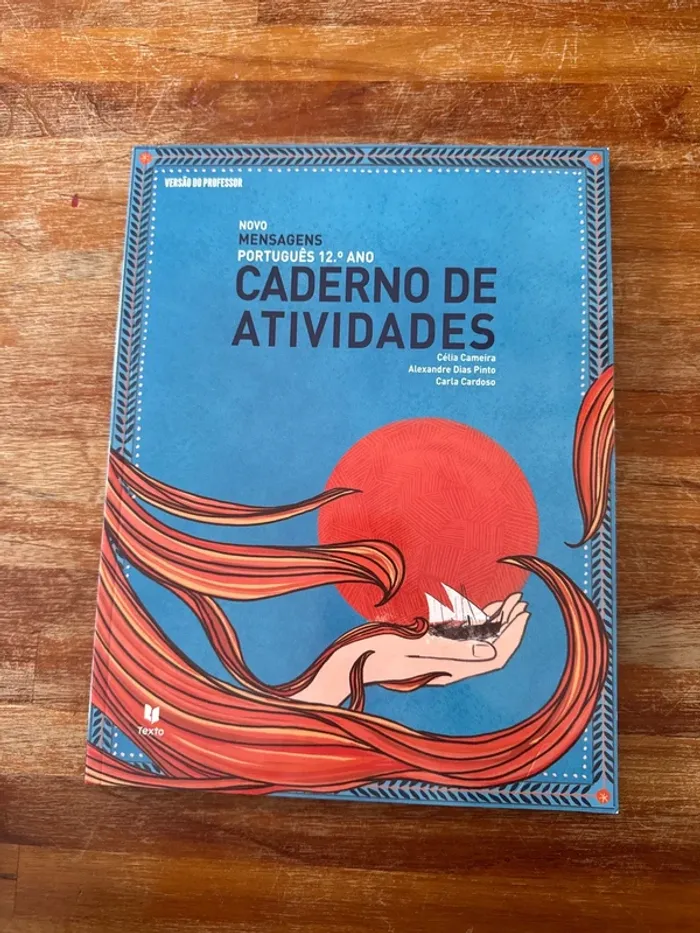 VERSÃO DO PROFESSOR
NOVO
MENSAGENS
PORTUGUÊS 12.º ANO
CADERNO DE
ATIVIDADES
Célia Cameira
Alexandre Dias Pinto
Carla Cardoso
Texto